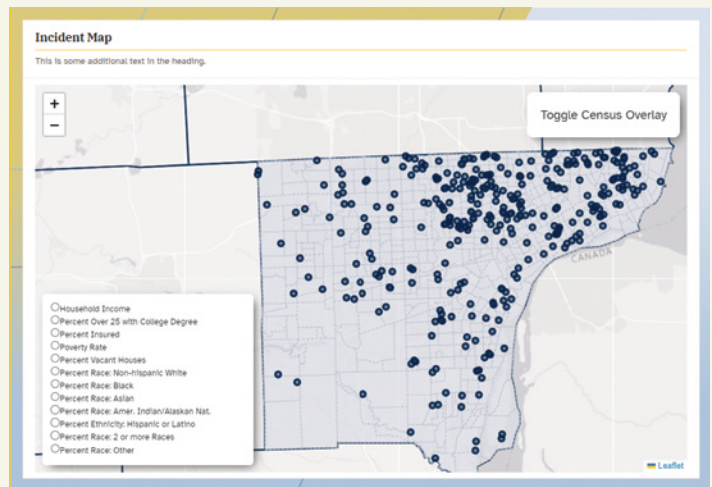 Incident Map
This is some additional text in the heading.
+
−
Toggle Census Overlay
CANADA
Household Income
Percent Over 25 with College Degree
Percent Insured
Poverty Rate
Percent Vacant Houses
Percent Race: Non-hispanic White
Percent Race: Black
Percent Race: Asian
Percent Race: Amer. Indian/Alaskan Nat.
Percent Ethnicity: Hispanic or Latino
Percent Race: 2 or more Races
Percent Race: Other
Leaflet